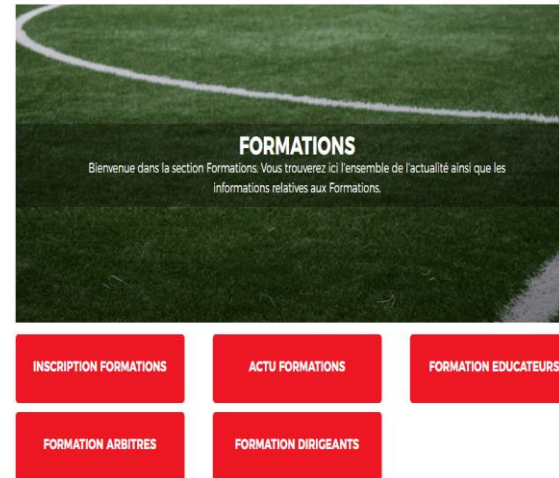 FORMATIONS
Bienvenue dans la section Formations. Vous trouverez ici l'ensemble de l'actualité ainsi que les
informations relatives aux Formations.
INSCRIPTION FORMATIONS
ACTU FORMATIONS
FORMATION EDUCATEURS
FORMATION ARBITRES
FORMATION DIRIGEANTS